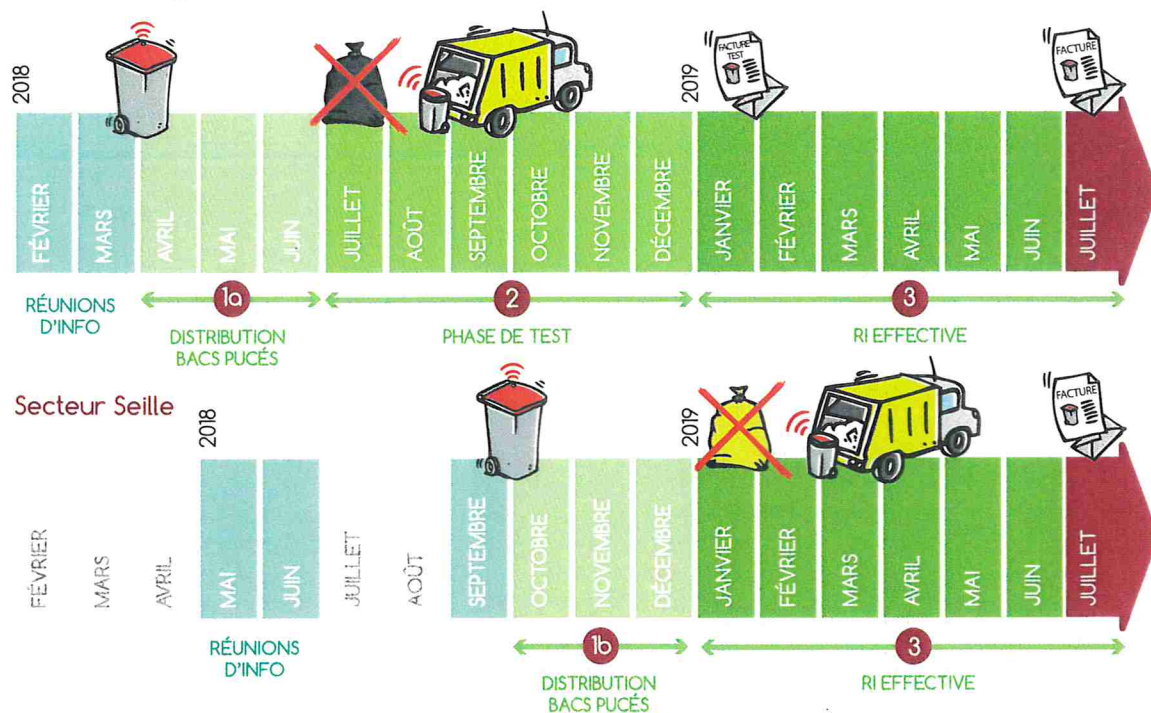 2018
2019
FACTURE
TEST
FACTURE
FÉVRIER
MARS
AVRIL
MAI
JUIN
JUILLET
AOÛT
SEPTEMBRE
OCTOBRE
NOVEMBRE
DÉCEMBRE
JANVIER
FÉVRIER
MARS
AVRIL
MAI
JUIN
JUILLET
RÉUNIONS
D'INFO
1a
DISTRIBUTION
BACS PUCÉS
2
PHASE DE TEST
3
RI EFFECTIVE
Secteur Seille
2018
2019
FACTURE
FÉVRIER
MARS
AVRIL
MAI
JUIN
JUILLET
AOÛT
SEPTEMBRE
OCTOBRE
NOVEMBRE
DÉCEMBRE
JANVIER
FÉVRIER
MARS
AVRIL
MAI
JUIN
JUILLET
RÉUNIONS
D'INFO
1b
DISTRIBUTION
BACS PUCÉS
3
RI EFFECTIVE